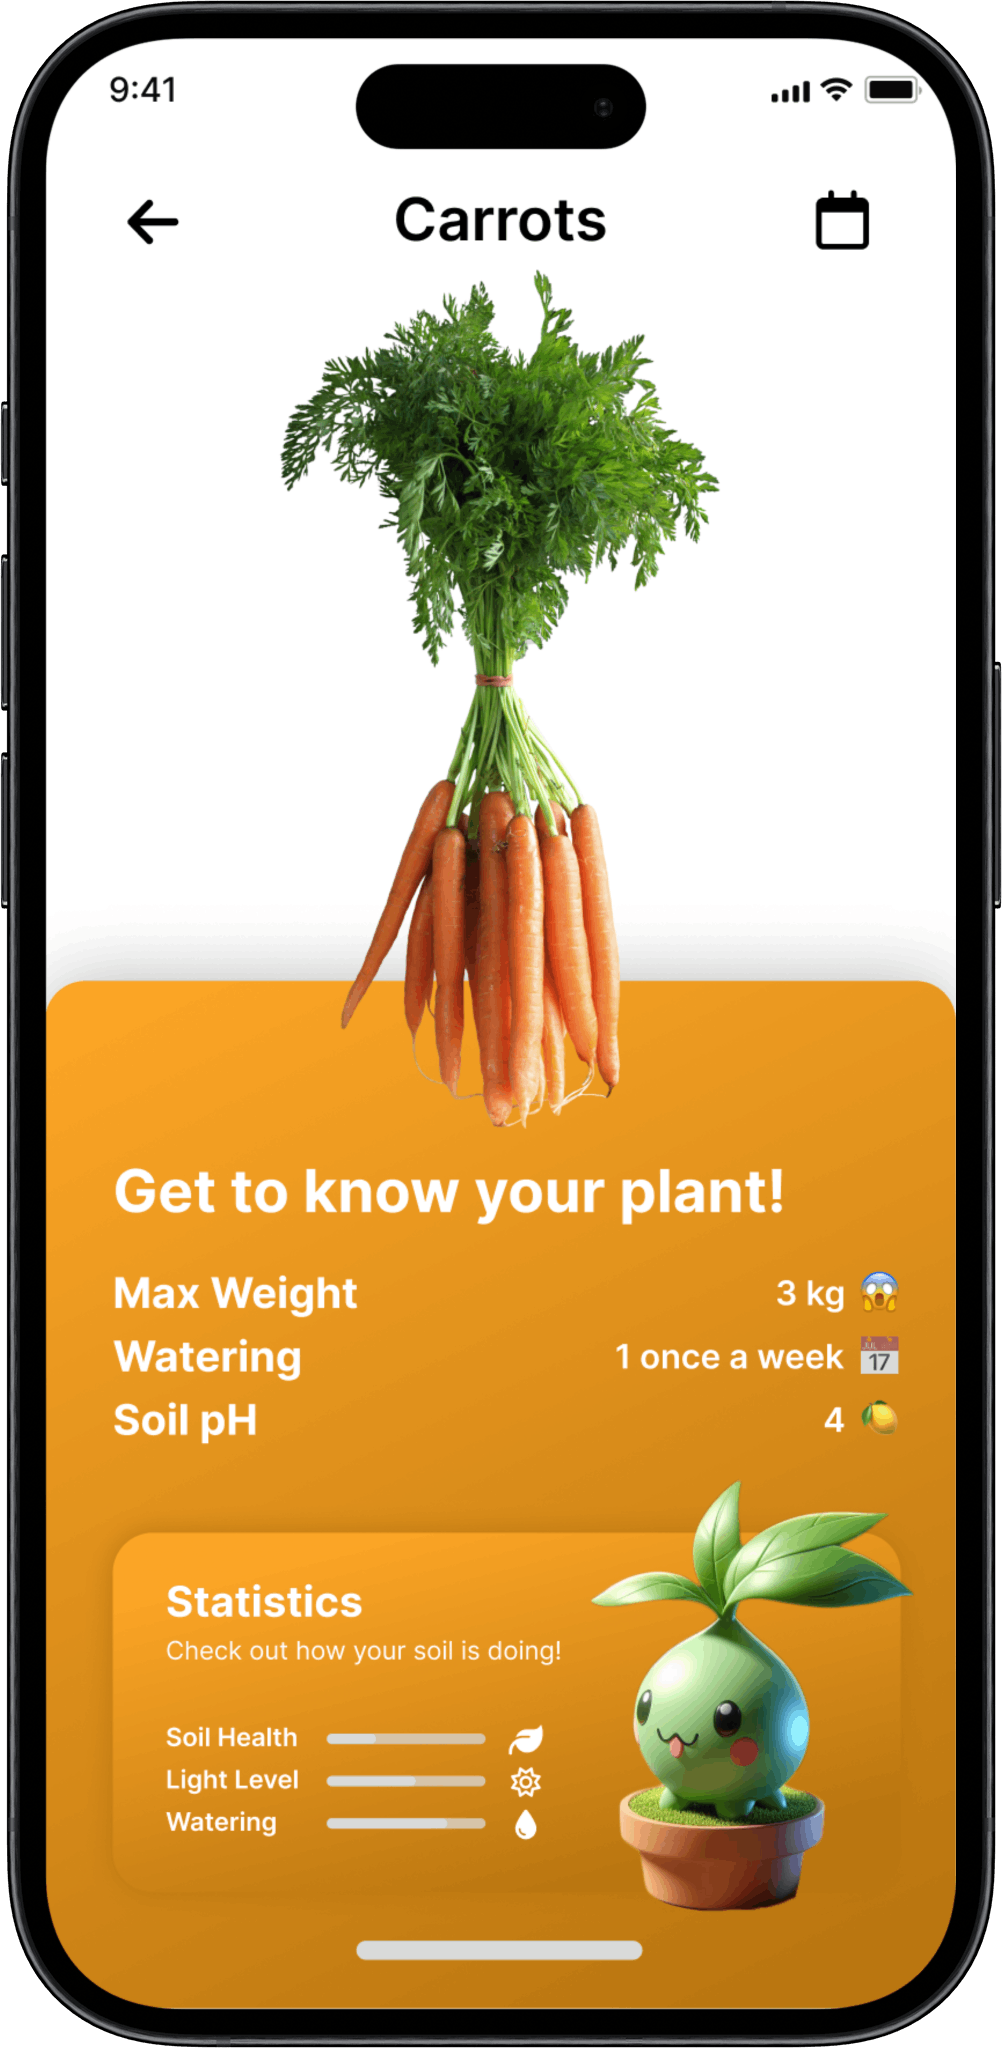 9:41
Carrots
Get to know your plant!
Max Weight 3 kg
Watering 1 once a week
JUL
17
Soil pH 4
Statistics
Check out how your soil is doing!
Soil Health
Light Level
Watering